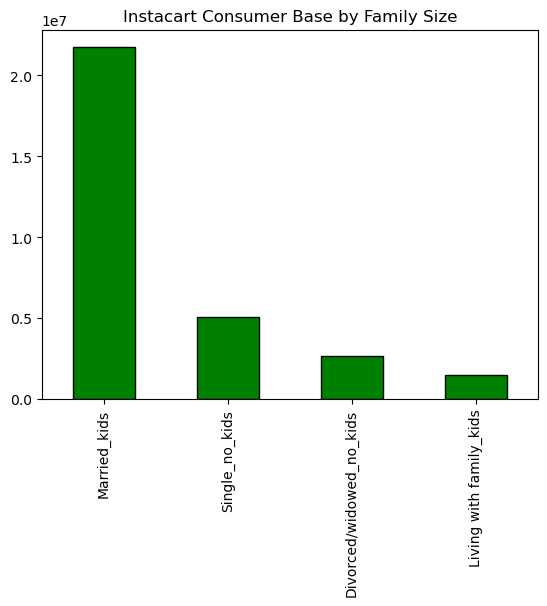 Instacart Consumer Base by Family Size
1e7
2.0
1.5
1.0
0.5
0.0
Married_kids
Single_no_kids
Divorced/widowed_no_kids
Living with family_kids